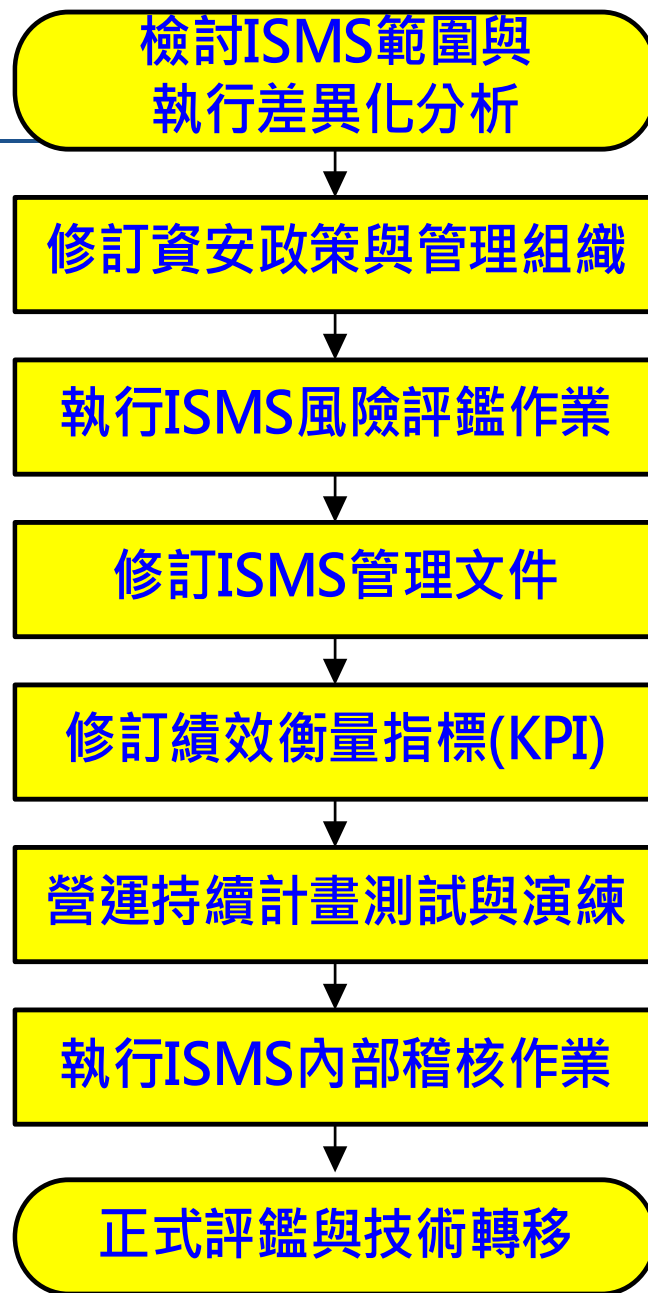 檢討ISMS範圍與
執行差異化分析
修訂資安政策與管理組織
執行ISMS風險評鑑作業
修訂ISMS管理文件
修訂績效衡量指標(KPI)
營運持續計畫測試與演練
執行ISMS內部稽核作業
正式評鑑與技術轉移